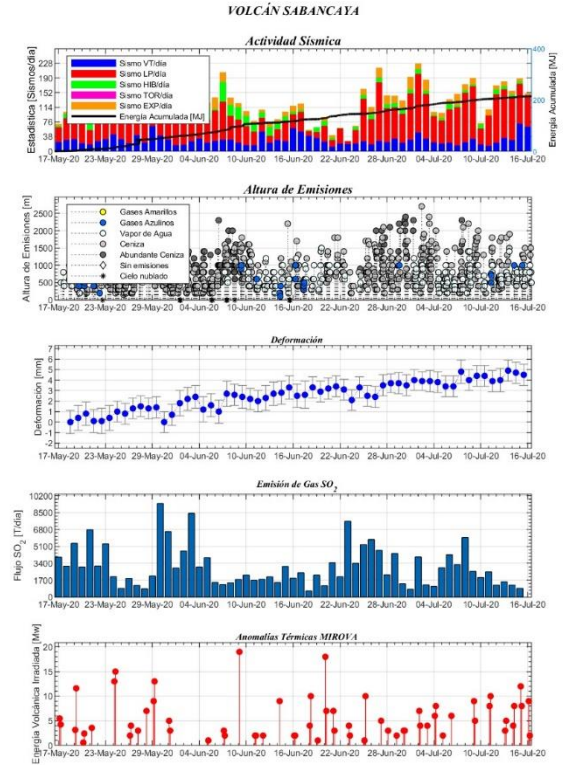 VOLCÁN SABANCAYA
Actividad Sísmica
Estadística [Sismos/día]
Energía Acumulada [MJ]
228
190
152
114
76
38
0
400
200
0
Sismo VT/día
Sismo LP/día
Sismo HIB/día
Sismo TOR/día
Sismo EXP/día
Energía Acumulada [MJ]
17-May-20 23-May-20 29-May-20 04-Jun-20 10-Jun-20 16-Jun-20 22-Jun-20 28-Jun-20 04-Jul-20 10-Jul-20 16-Jul-20
Altura de Emisiones
Altura de Emisiones [m]
2500
2000
1500
1000
500
0
Gases Amarillos
Gases Azulinos
Vapor de Agua
Ceniza
Abundante Ceniza
Sin emisiones
Cielo nublado
17-May-20 23-May-20 29-May-20 04-Jun-20 10-Jun-20 16-Jun-20 22-Jun-20 28-Jun-20 04-Jul-20 10-Jul-20 16-Jul-20
Deformación
Deformación [mm]
7
6
5
4
3
2
1
0
-1
-2
17-May-20 23-May-20 29-May-20 04-Jun-20 10-Jun-20 16-Jun-20 22-Jun-20 28-Jun-20 04-Jul-20 10-Jul-20 16-Jul-20
Emisión de Gas SO2
Flujo SO2 [T/día]
10200
8500
6800
5100
3400
1700
0
17-May-20 23-May-20 29-May-20 04-Jun-20 10-Jun-20 16-Jun-20 22-Jun-20 28-Jun-20 04-Jul-20 10-Jul-20 16-Jul-20
Anomalías Térmicas MIROVA
Energía Volcánica Irradiada [Mw]
20
15
10
5
0
17-May-20 23-May-20 29-May-20 04-Jun-20 10-Jun-20 16-Jun-20 22-Jun-20 28-Jun-20 04-Jul-20 10-Jul-20 16-Jul-20